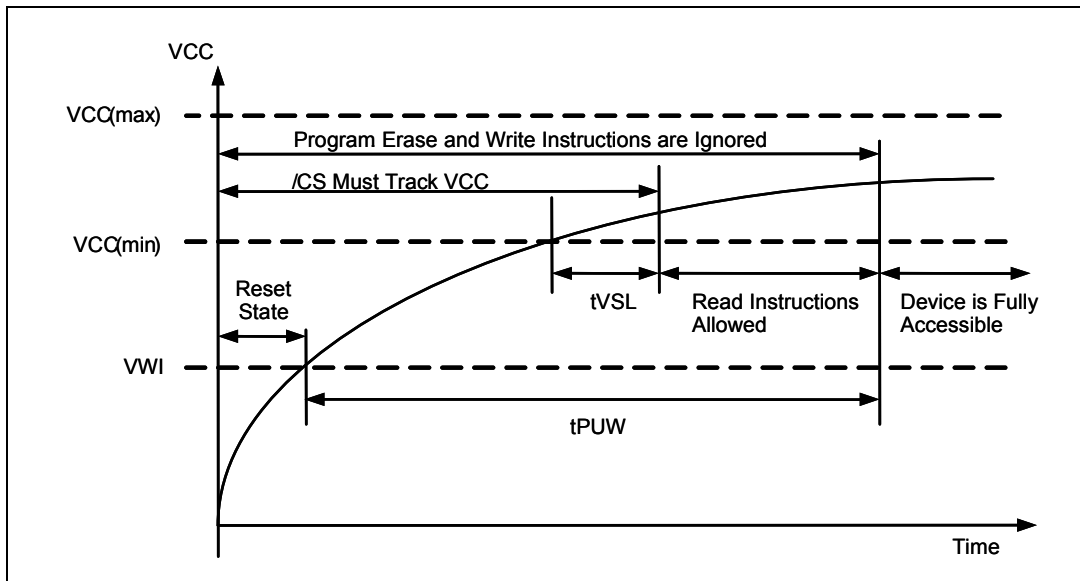 VCC
VCC(max)
Program Erase and Write Instructions are Ignored
/CS Must Track VCC
VCC(min)
Reset
State
tVSL
Read Instructions
Allowed
Device is Fully
Accessible
VWI
tPUW
Time